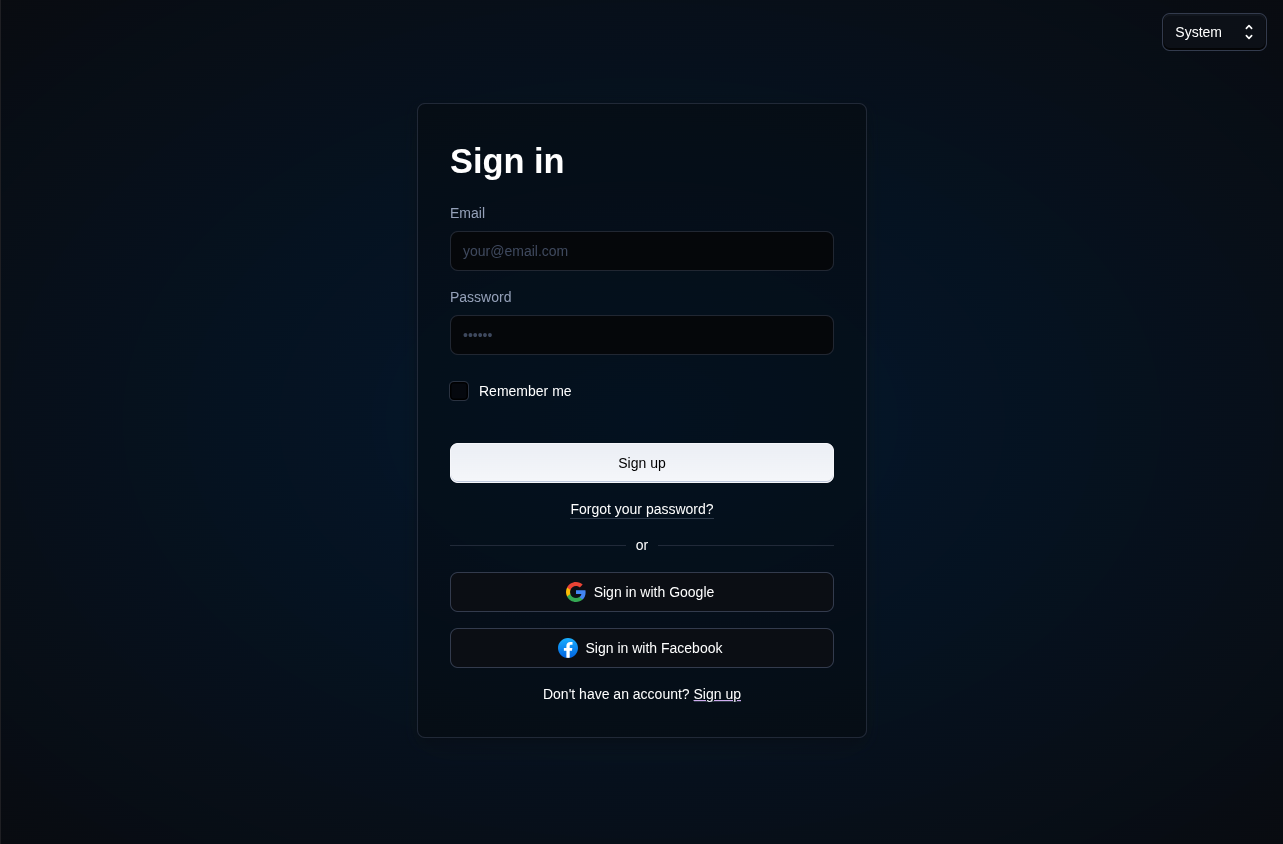 System
Sign in
Email
your@email.com
Password
••••••
Remember me
Sign up
Forgot your password?
or
Sign in with Google
Sign in with Facebook
Don't have an account? Sign up